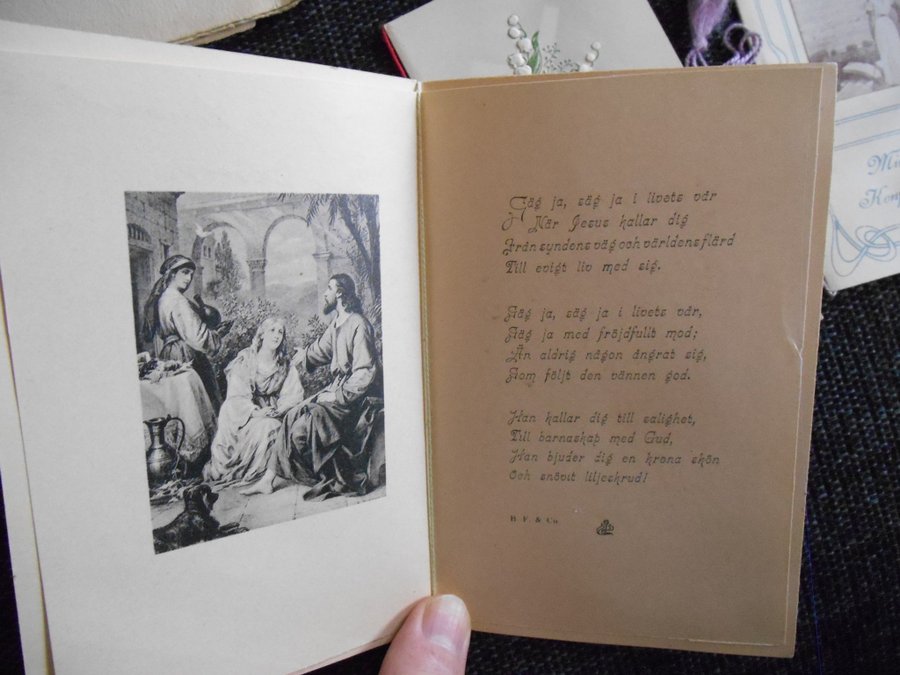 Säg ja, säg ja i livets vår
När Jesus kallar dig
Från syndens väg och världens flärd
Till evigt liv med sig.
Säg ja, säg ja i livets vår,
Säg ja med fröjdfullt mod;
Än aldrig någon ångrat sig,
Som följt den vännen god.
Han kallar dig till salighet,
Till barnaskap med Gud,
Han bjuder dig en krona skön
Och snövit liljeskrud!
B. F. & Co